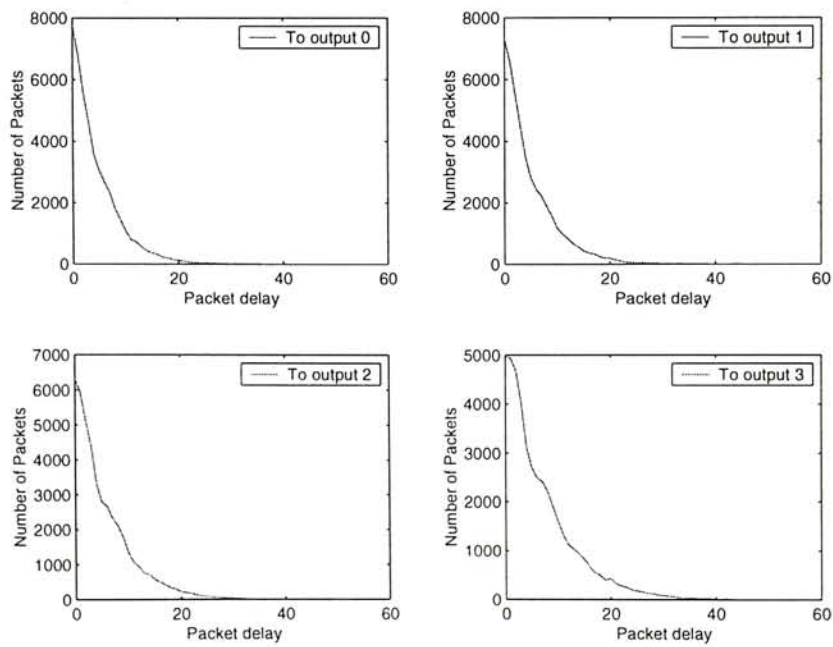 8000
6000
4000
2000
0
Number of Packets
To output 0
0 20 40 60
Packet delay
8000
6000
4000
2000
0
Number of Packets
To output 1
0 20 40 60
Packet delay
7000
6000
5000
4000
3000
2000
1000
0
Number of Packets
To output 2
0 20 40 60
Packet delay
5000
4000
3000
2000
1000
0
Number of Packets
To output 3
0 20 40 60
Packet delay